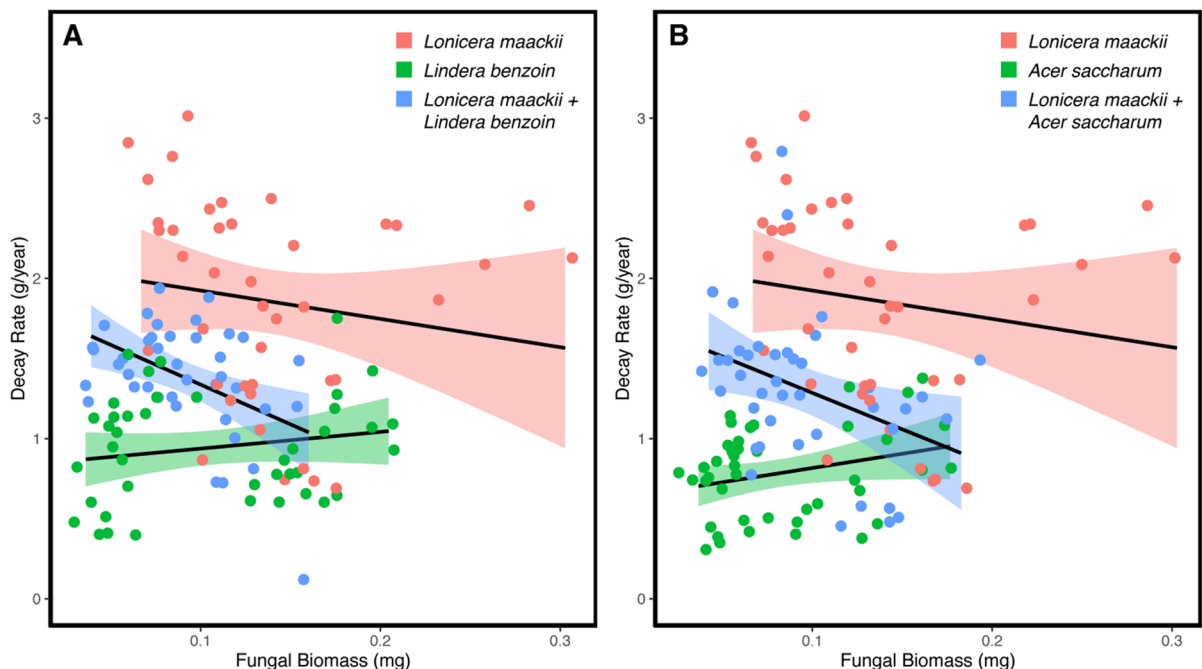 A
Lonicera maackii
Lindera benzoin
Lonicera maackii +
Lindera benzoin
Decay Rate (g/year)
3
2
1
0
0.1
0.2
0.3
Fungal Biomass (mg)
B
Lonicera maackii
Acer saccharum
Lonicera maackii +
Acer saccharum
Decay Rate (g/year)
3
2
1
0
0.1
0.2
0.3
Fungal Biomass (mg)